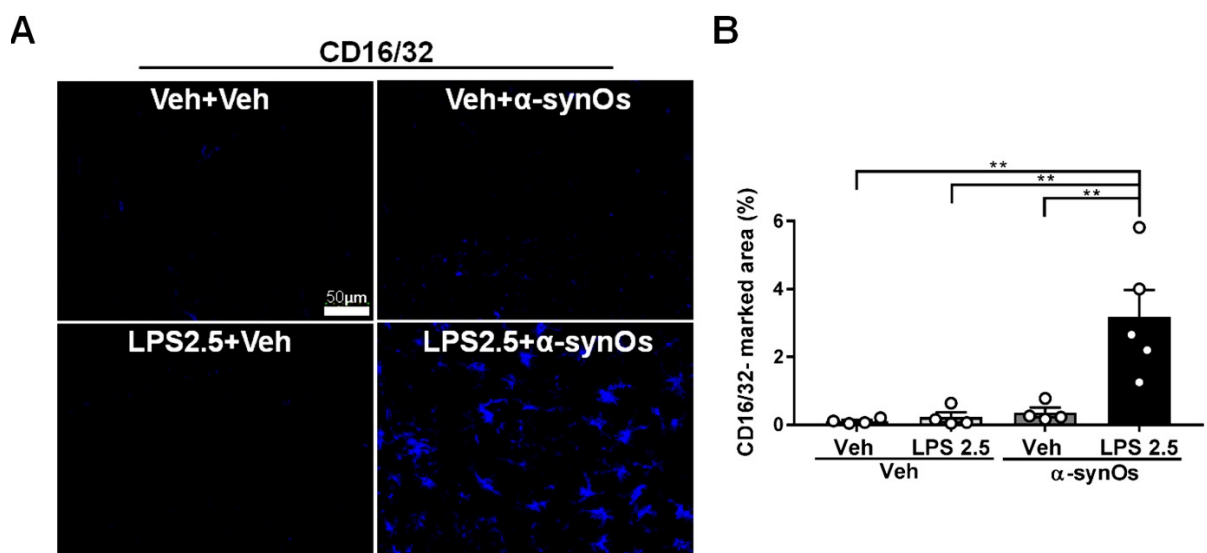 A
CD16/32
Veh+Veh
Veh+α-synOs
50µm
LPS2.5+Veh
LPS2.5+α-synOs
B
**
**
**
CD16/32- marked area (%)
6
4
2
0
Veh LPS 2.5 Veh LPS 2.5
Veh α-synOs